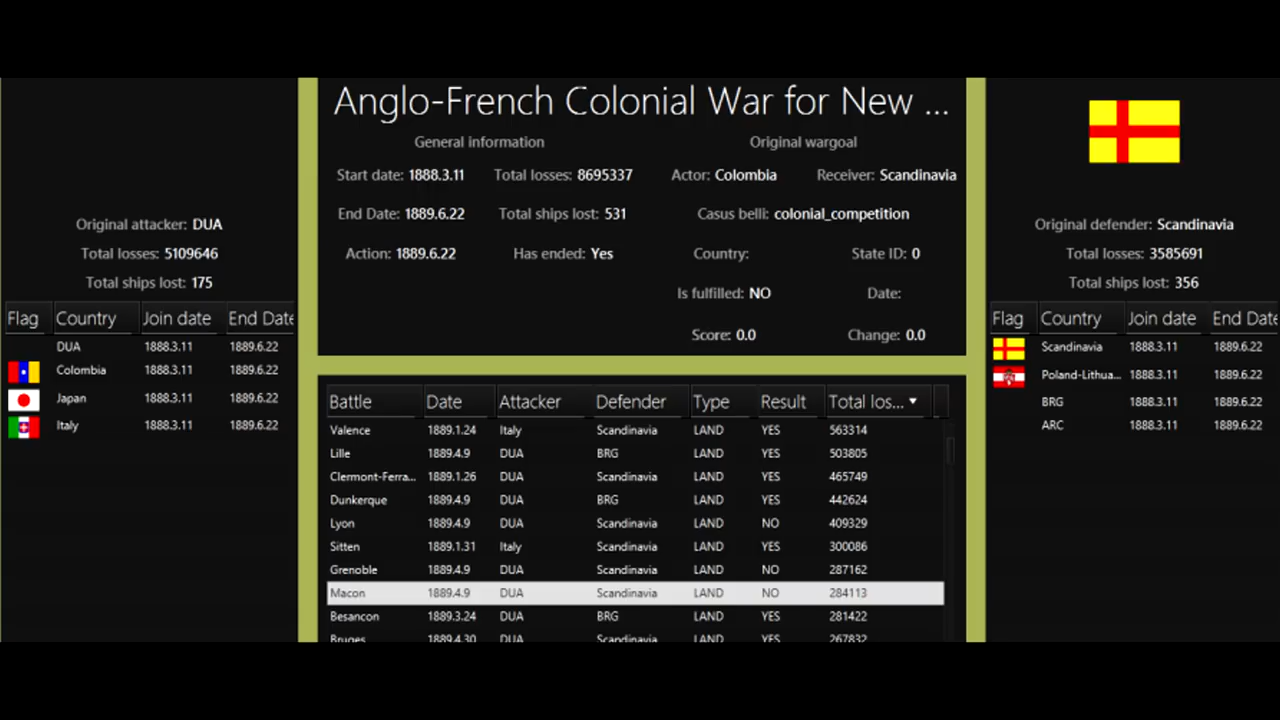 Anglo-French Colonial War for New ...
General information
Original wargoal
Start date: 1888.3.11 Total losses: 8695337 Actor: Colombia Receiver: Scandinavia
End Date: 1889.6.22 Total ships lost: 531 Casus belli: colonial_competition
Action: 1889.6.22 Has ended: Yes Country: State ID: 0
Is fulfilled: NO Date:
Score: 0.0 Change: 0.0
Original attacker: DUA
Total losses: 5109646
Total ships lost: 175
Flag Country Join date End Date
DUA 1888.3.11 1889.6.22
Colombia 1888.3.11 1889.6.22
Japan 1888.3.11 1889.6.22
Italy 1888.3.11 1889.6.22
Battle Date Attacker Defender Type Result Total los...
Valence 1889.1.24 Italy Scandinavia LAND YES 563314
Lille 1889.4.9 DUA BRG LAND YES 503805
Clermont-Ferra... 1889.1.26 DUA Scandinavia LAND YES 465749
Dunkerque 1889.4.9 DUA BRG LAND YES 442624
Lyon 1889.4.9 DUA Scandinavia LAND NO 409329
Sitten 1889.1.31 Italy Scandinavia LAND YES 300086
Grenoble 1889.4.9 DUA Scandinavia LAND NO 287162
Macon 1889.4.9 DUA Scandinavia LAND NO 284113
Besancon 1889.3.24 DUA BRG LAND YES 281422
Bruges 1889.4.30 DUA Scandinavia LAND YES 267832
Original defender: Scandinavia
Total losses: 3585691
Total ships lost: 356
Flag Country Join date End Date
Scandinavia 1888.3.11 1889.6.22
Poland-Lithua... 1888.3.11 1889.6.22
BRG 1888.3.11 1889.6.22
ARC 1888.3.11 1889.6.22